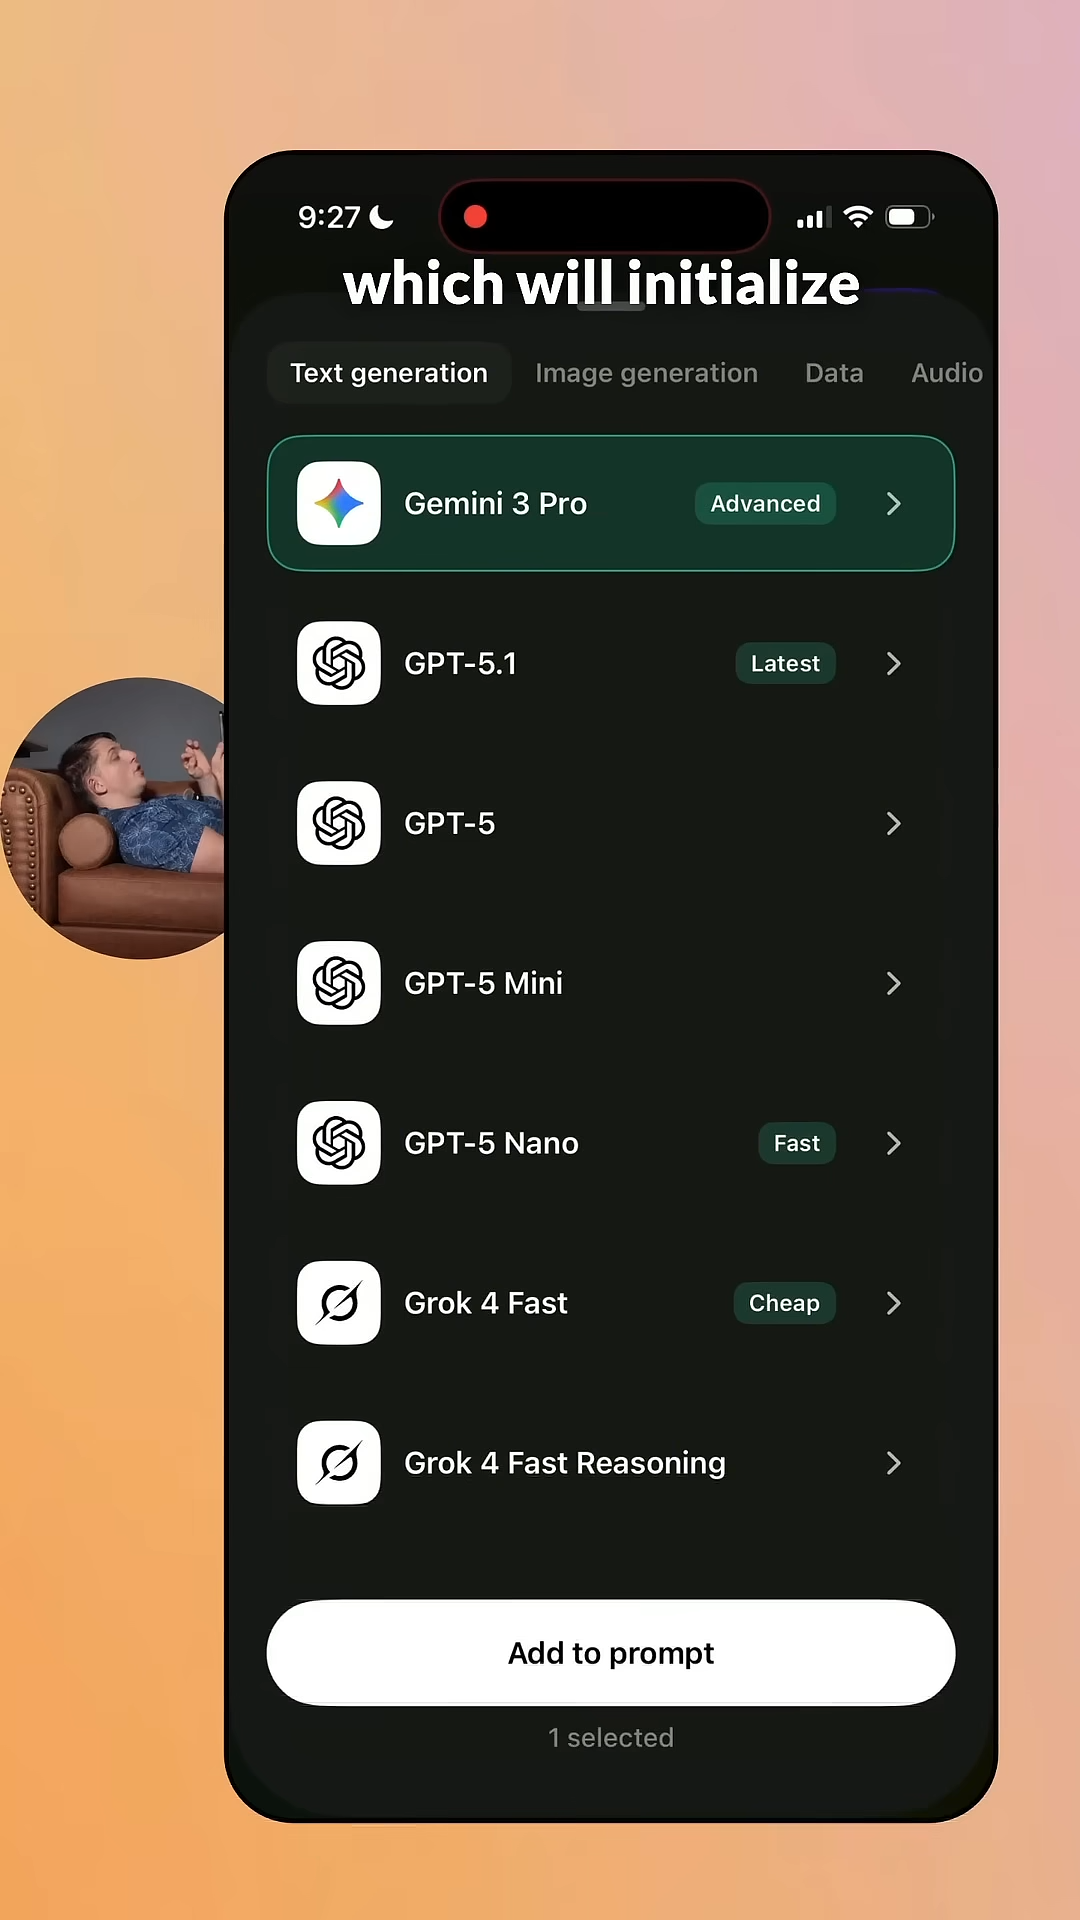 9:27
which will initialize
Text generation Image generation Data Audio
Gemini 3 Pro Advanced
GPT-5.1 Latest
GPT-5
GPT-5 Mini
GPT-5 Nano Fast
Grok 4 Fast Cheap
Grok 4 Fast Reasoning
Add to prompt
1 selected